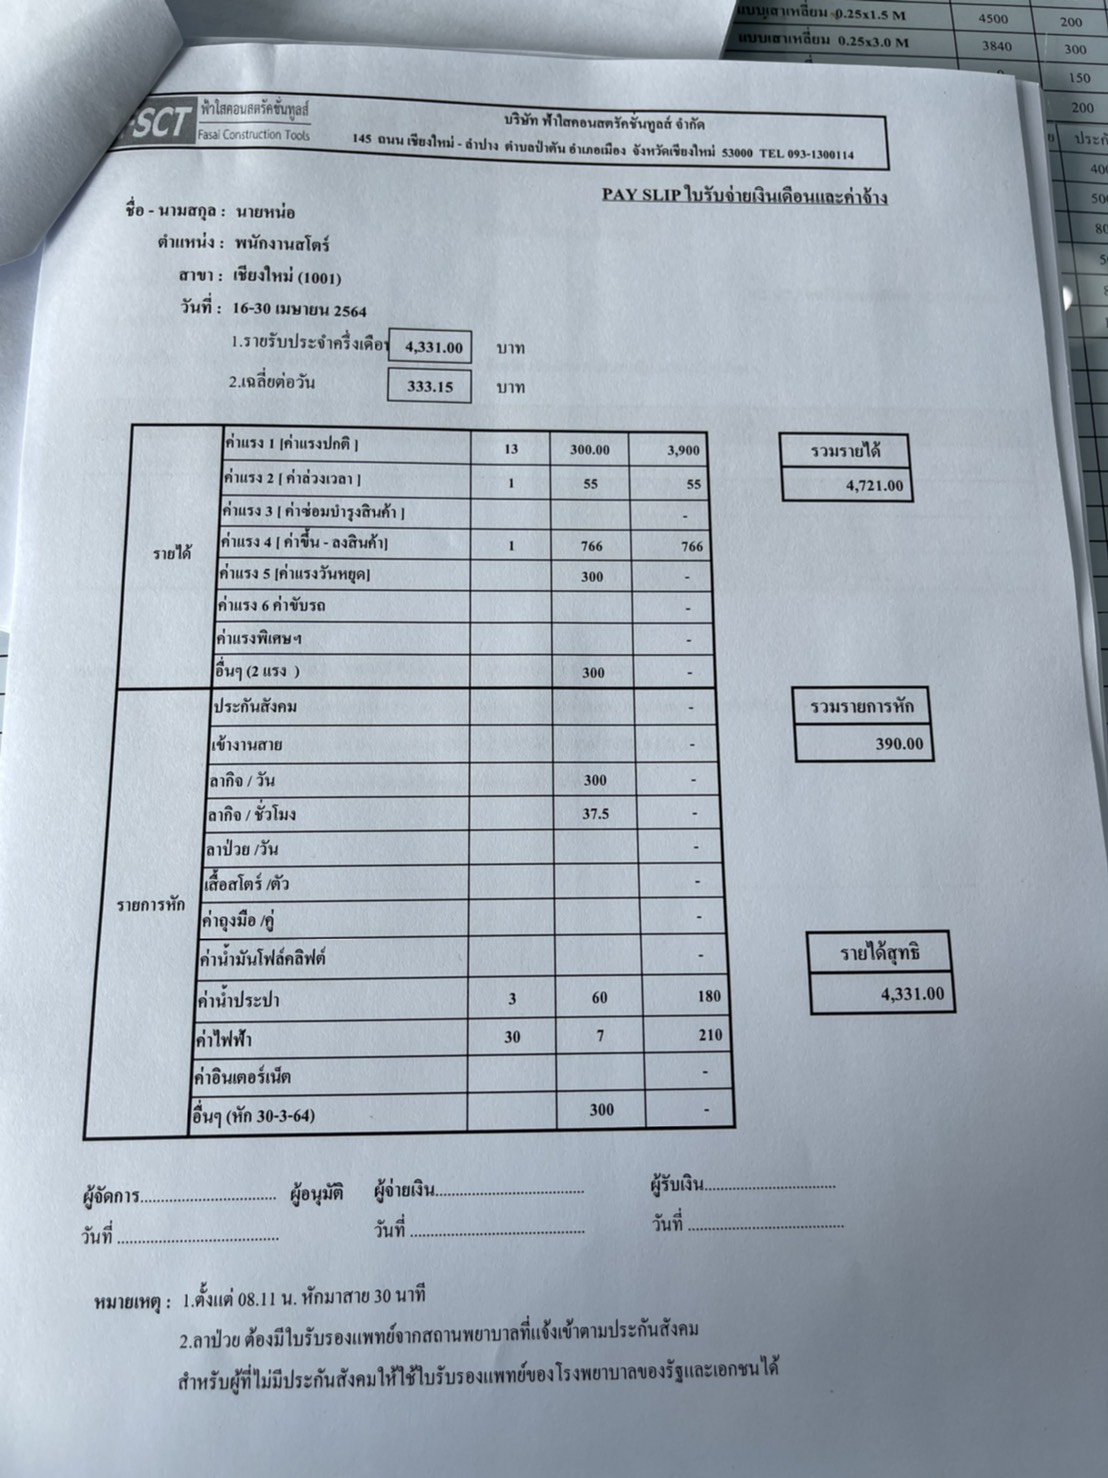 แบบเสาเหลี่ยม 0.25x1.5 M 4500 200
แบบเสาเหลี่ยม 0.25x3.0 M 3840 300
150
200
SCT ฟ้าใสคอนสตรัคชั่นทูลส์
Fasai Construction Tools
บริษัท ฟ้าใสคอนสตรัคชั่นทูลส์ จำกัด
145 ถนน เชียงใหม่ - ลำปาง ตำบลป่าตัน อำเภอเมือง จังหวัดเชียงใหม่ 53000 TEL 093-1300114
PAY SLIP ใบรับจ่ายเงินเดือนและค่าจ้าง
ชื่อ - นามสกุล : นายหน่อ
ตำแหน่ง : พนักงานสโตร์
สาขา : เชียงใหม่ (1001)
วันที่ : 16-30 เมษายน 2564
1.รายรับประจำครึ่งเดือน 4,331.00 บาท
2.เฉลี่ยต่อวัน 333.15 บาท
รายได้
ค่าแรง 1 [ค่าแรงปกติ ] 13 300.00 3,900
ค่าแรง 2 [ ค่าล่วงเวลา ] 1 55 55
ค่าแรง 3 [ ค่าซ่อมบำรุงสินค้า ] -
ค่าแรง 4 [ ค่าขึ้น - ลงสินค้า] 1 766 766
ค่าแรง 5 [ค่าแรงวันหยุด] 300 -
ค่าแรง 6 ค่าขับรถ -
ค่าแรงพิเศษฯ -
อื่นๆ (2 แรง ) 300 -
รวมรายได้
4,721.00
รายการหัก
ประกันสังคม -
เข้างานสาย -
ลากิจ / วัน 300 -
ลากิจ / ชั่วโมง 37.5 -
ลาป่วย /วัน -
เสื้อสโตร์ /ตัว -
ค่าถุงมือ /คู่ -
ค่าน้ำมันโฟล์คลิฟต์ -
ค่าน้ำประปา 3 60 180
ค่าไฟฟ้า 30 7 210
ค่าอินเตอร์เน็ต -
อื่นๆ (หัก 30-3-64) 300 -
รวมรายการหัก
390.00
รายได้สุทธิ
4,331.00
ผู้จัดการ................................ ผู้อนุมัติ ผู้จ่ายเงิน.................................... ผู้รับเงิน................................
วันที่ ...................................... วันที่ .......................................... วันที่ .....................................
หมายเหตุ : 1.ตั้งแต่ 08.11 น. หักมาสาย 30 นาที
2.ลาป่วย ต้องมีใบรับรองแพทย์จากสถานพยาบาลที่แจ้งเข้าตามประกันสังคม
สำหรับผู้ที่ไม่มีประกันสังคมให้ใช้ใบรับรองแพทย์ของโรงพยาบาลของรัฐและเอกชนได้